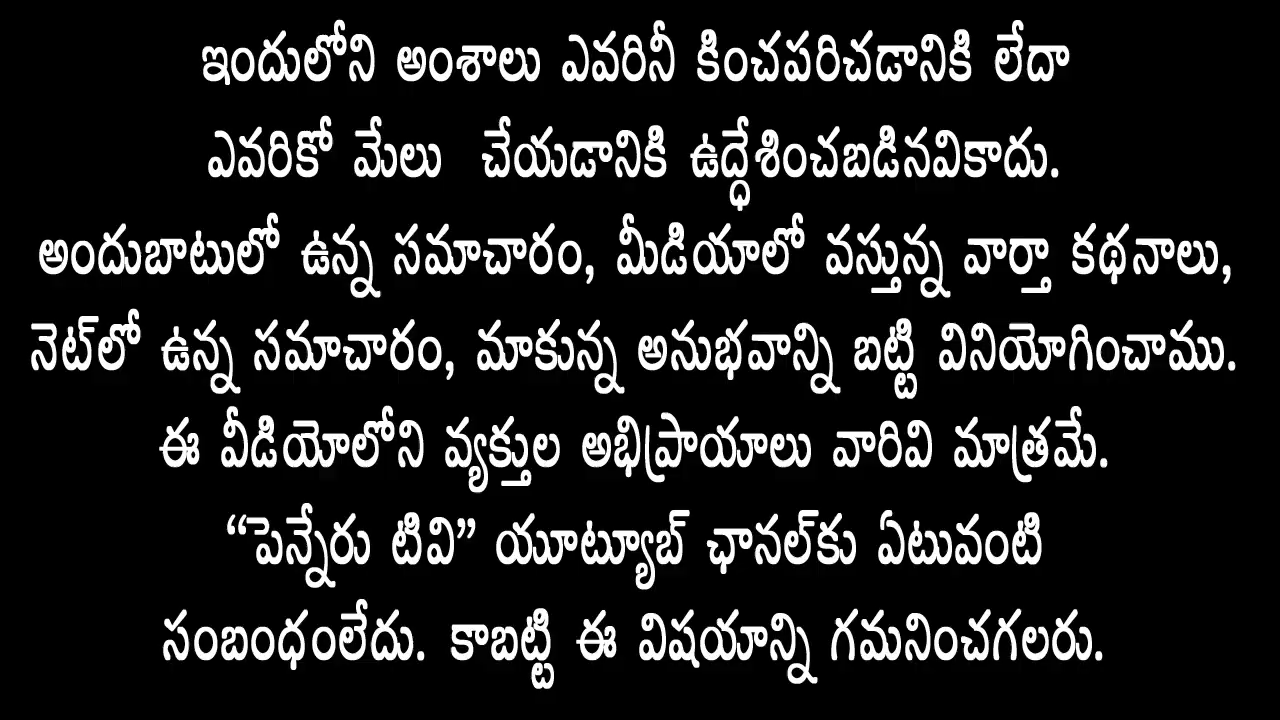 ఇందులోని అంశాలు ఎవరినీ కించపరిచడానికి లేదా
ఎవరికో మేలు చేయడానికి ఉద్ధేశించబడినవికాదు.
అందుబాటులో ఉన్న సమాచారం, మీడియాలో వస్తున్న వార్తా కథనాలు,
నెట్‌లో ఉన్న సమాచారం, మాకున్న అనుభవాన్ని బట్టి వినియోగించాము.
ఈ వీడియోలోని వ్యక్తుల అభిప్రాయాలు వారివి మాత్రమే.
“పెన్నేరు టివి” యూట్యూబ్ ఛానల్‌కు ఏటువంటి
సంబంధంలేదు. కాబట్టి ఈ విషయాన్ని గమనించగలరు.